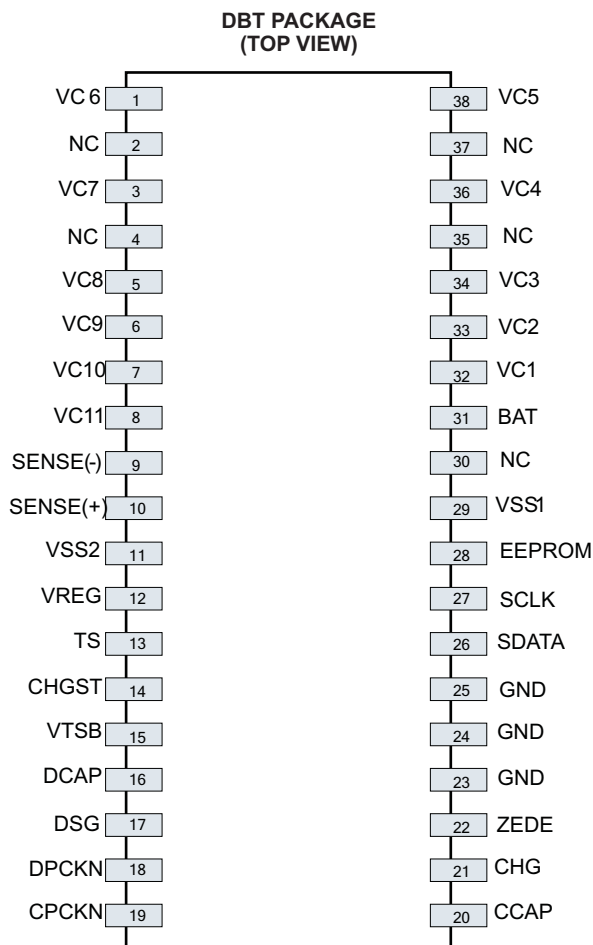 DBT PACKAGE
(TOP VIEW)
VC 6 1 38 VC5
NC 2 37 NC
VC7 3 36 VC4
NC 4 35 NC
VC8 5 34 VC3
VC9 6 33 VC2
VC10 7 32 VC1
VC11 8 31 BAT
SENSE(-) 9 30 NC
SENSE(+) 10 29 VSS1
VSS2 11 28 EEPROM
VREG 12 27 SCLK
TS 13 26 SDATA
CHGST 14 25 GND
VTSB 15 24 GND
DCAP 16 23 GND
DSG 17 22 ZEDE
DPCKN 18 21 CHG
CPCKN 19 20 CCAP